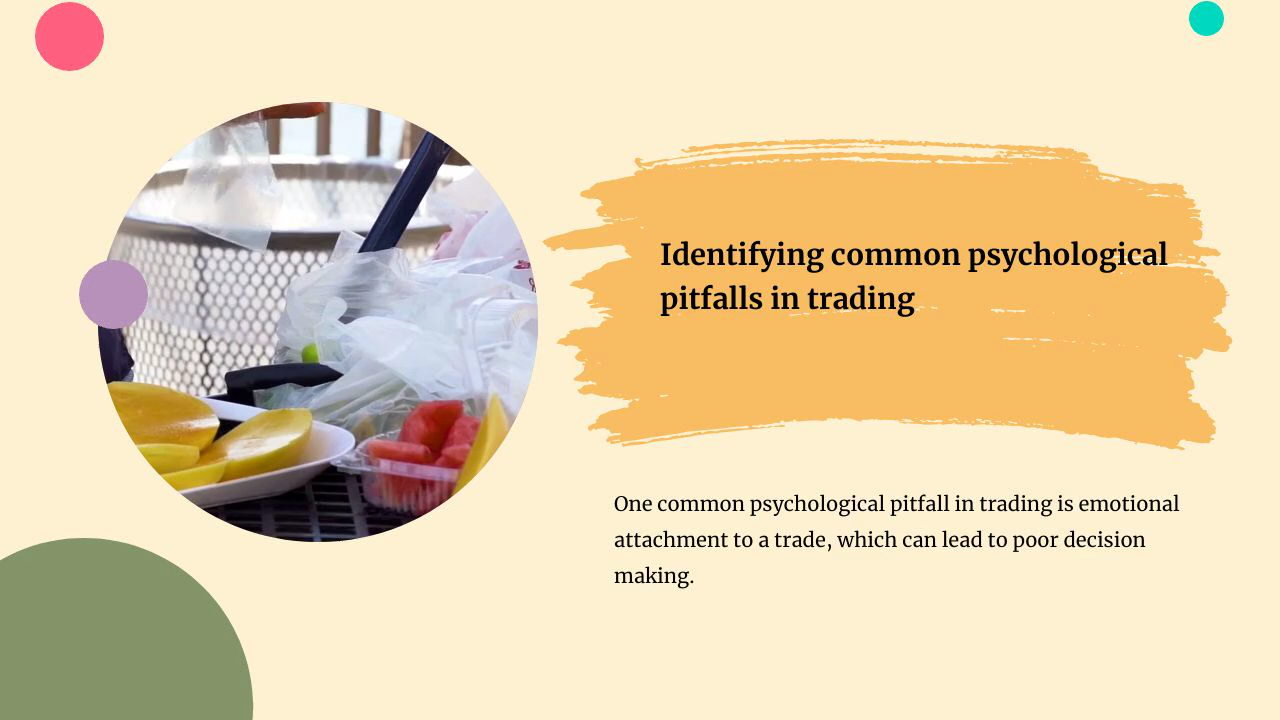 Identifying common psychological
pitfalls in trading
One common psychological pitfall in trading is emotional
attachment to a trade, which can lead to poor decision
making.